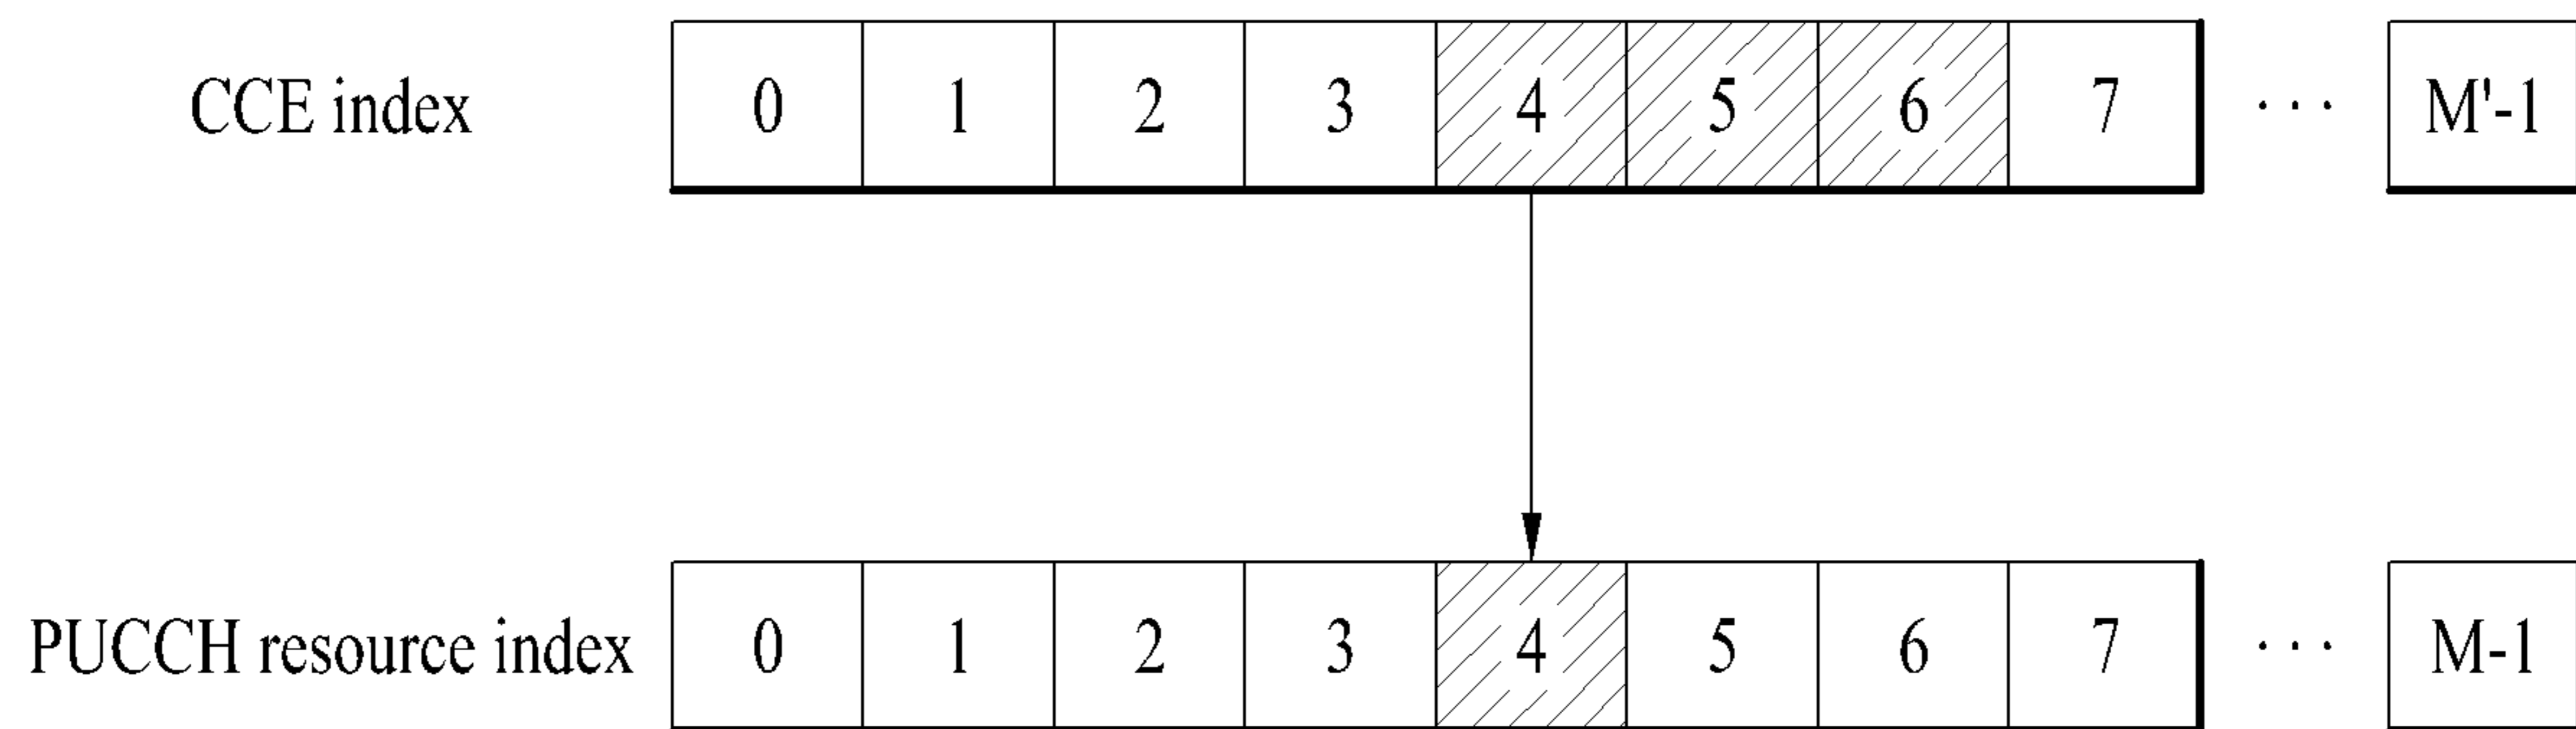 CCE index 0 1 2 3 4 5 6 7 ... M'-1
PUCCH resource index 0 1 2 3 4 5 6 7 ... M-1